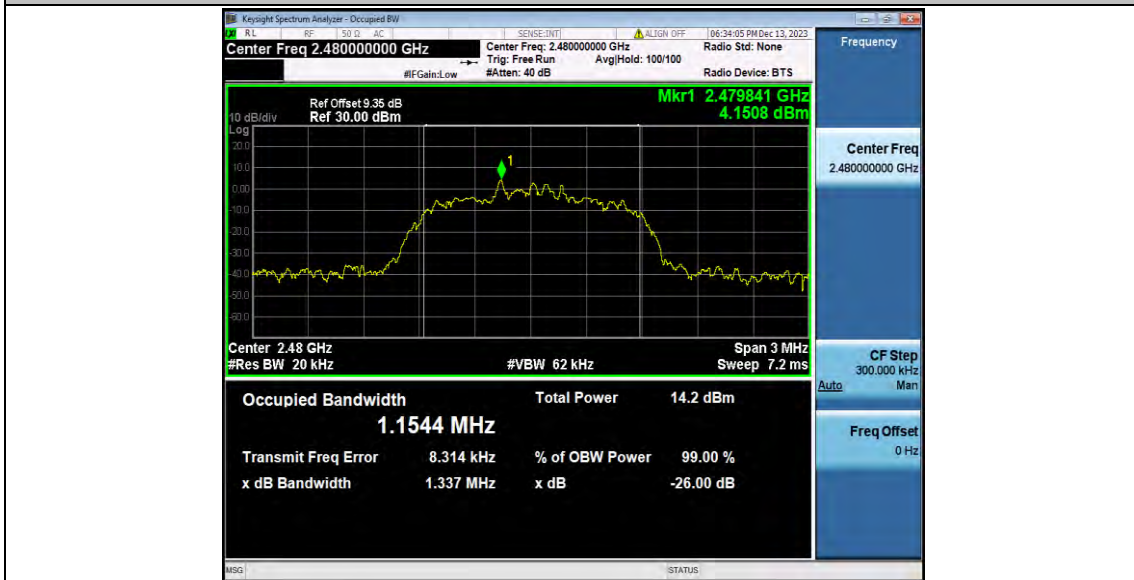 Keysight Spectrum Analyzer - Occupied BW
RL RF 50 Ω AC SENSE:INT ALIGN OFF 06:34:05 PM Dec 13, 2023
Center Freq 2.480000000 GHz
Center Freq: 2.480000000 GHz
Radio Std: None
Trig: Free Run
Avg|Hold: 100/100
#IFGain:Low
#Atten: 40 dB
Radio Device: BTS
Mkr1 2.479841 GHz
4.1508 dBm
Ref Offset 9.35 dB
10 dB/div
Ref 30.00 dBm
Log
20.0
10.0
0.00
-10.0
-20.0
-30.0
-40.0
-50.0
-60.0
1
Center 2.48 GHz
Span 3 MHz
#Res BW 20 kHz
#VBW 62 kHz
Sweep 7.2 ms
Occupied Bandwidth
1.1544 MHz
Total Power 14.2 dBm
Transmit Freq Error 8.314 kHz
% of OBW Power 99.00 %
x dB Bandwidth 1.337 MHz
x dB -26.00 dB
Frequency
Center Freq
2.480000000 GHz
CF Step
300.000 kHz
Auto Man
Freq Offset
0 Hz
MSG
STATUS